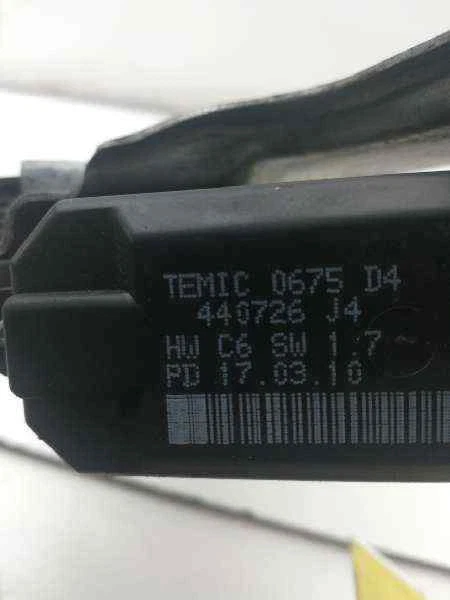 TEMIC 0675 D4
440726 J4
HW C6 SW 1.7
PD 17.03.10